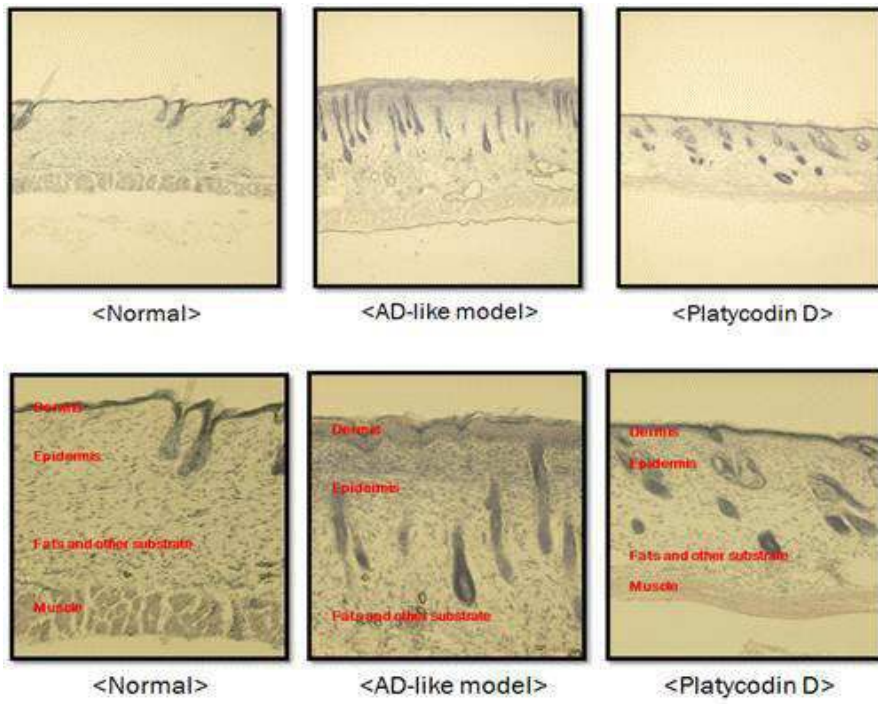 <Normal>
<AD-like model>
<Platycodin D>
Dermis
Epidermis
Fats and other substrate
Muscle
Dermis
Epidermis
Fats and other substrate
Dermis
Epidermis
Fats and other substrate
Muscle
<Normal>
<AD-like model>
<Platycodin D>